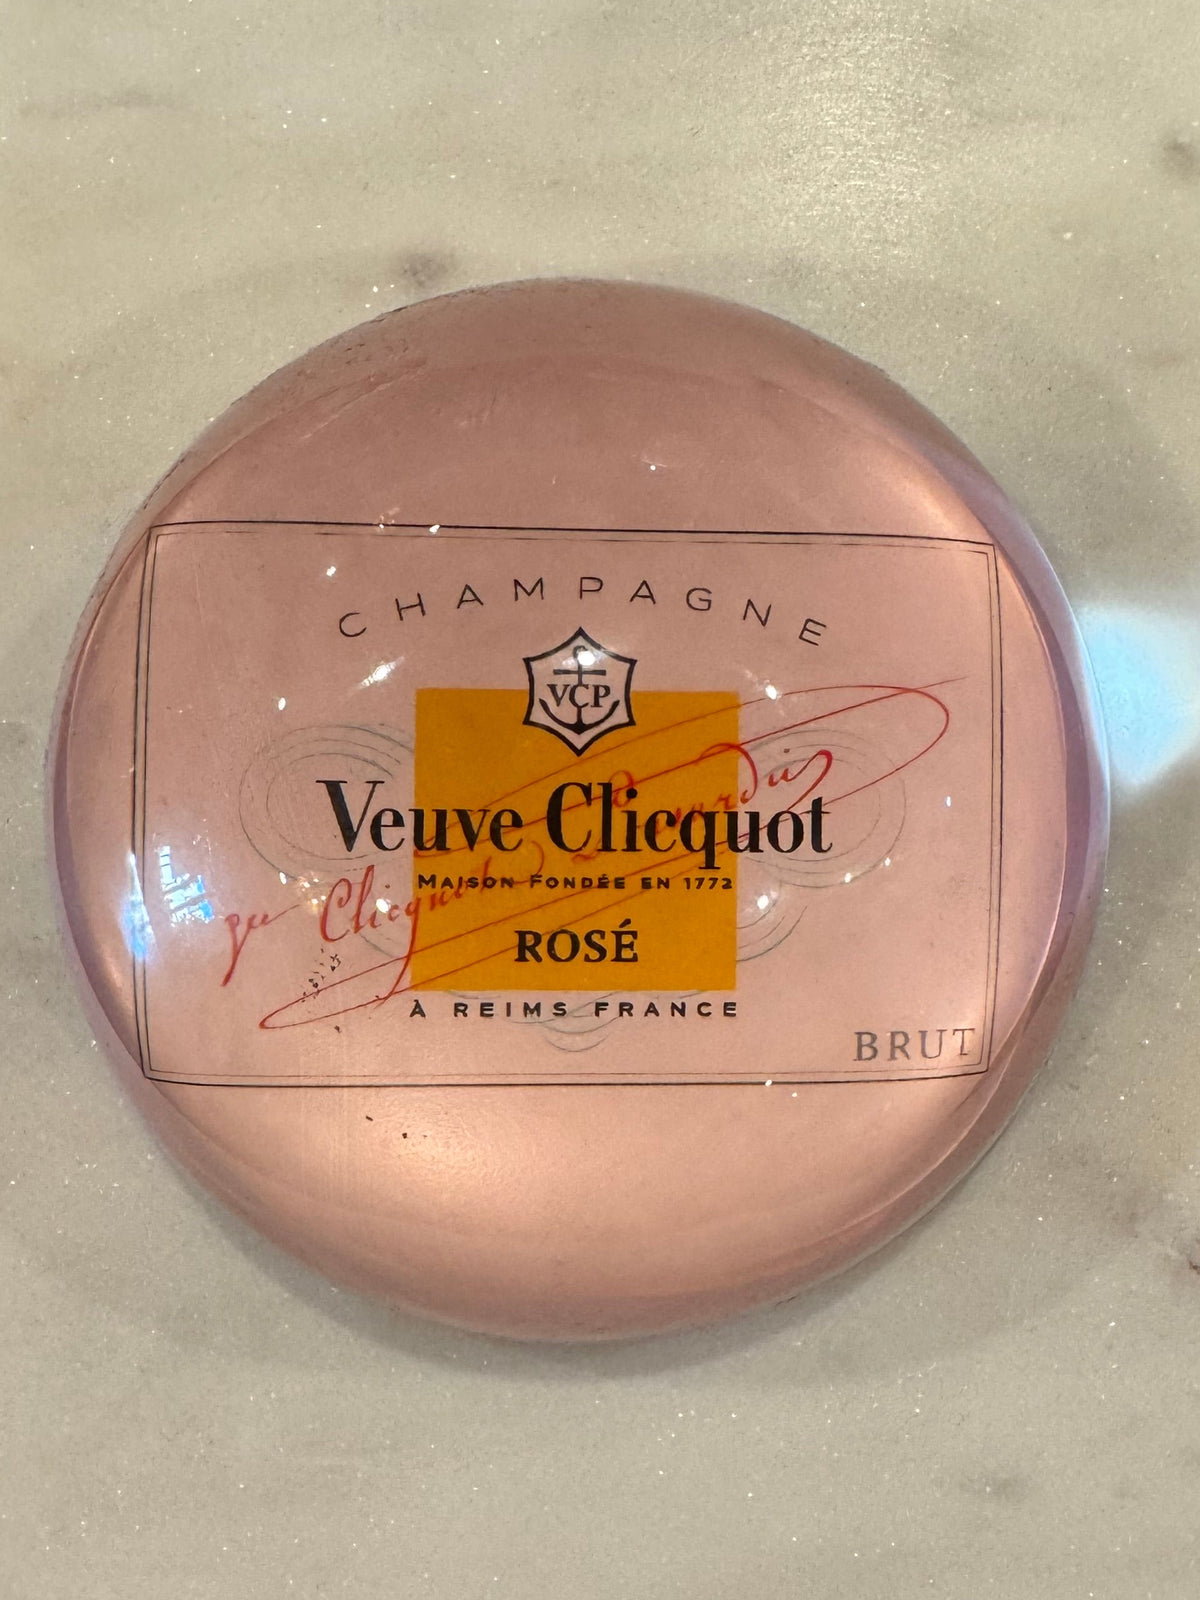 CHAMPAGNE
VCP
Veuve Clicquot
MAISON FONDÉE EN 1772
ROSÉ
À REIMS FRANCE
BRUT